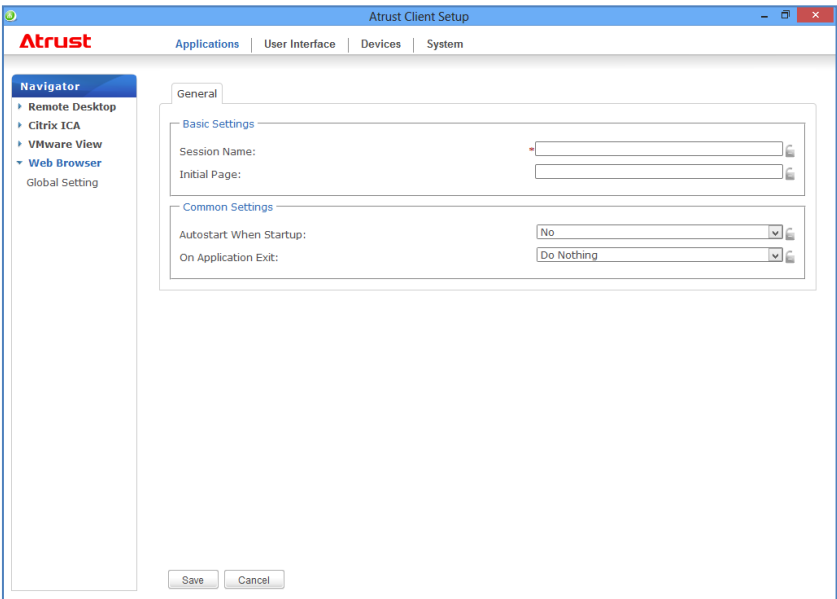 Atrust Client Setup
Atrust
Applications | User Interface | Devices | System
Navigator
Remote Desktop
Citrix ICA
VMware View
Web Browser
Global Setting
General
Basic Settings
Session Name: *
Initial Page:
Common Settings
Autostart When Startup: No
On Application Exit: Do Nothing
Save Cancel